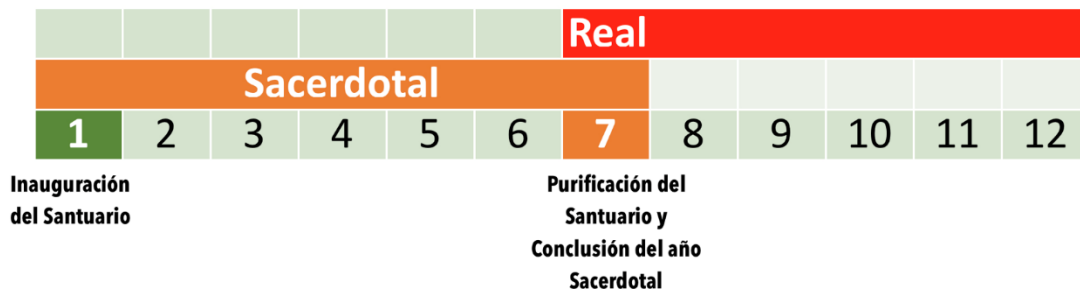 Real
Sacerdotal
1 2 3 4 5 6 7 8 9 10 11 12
Inauguración
del Santuario
Purificación del
Santuario y
Conclusión del año
Sacerdotal